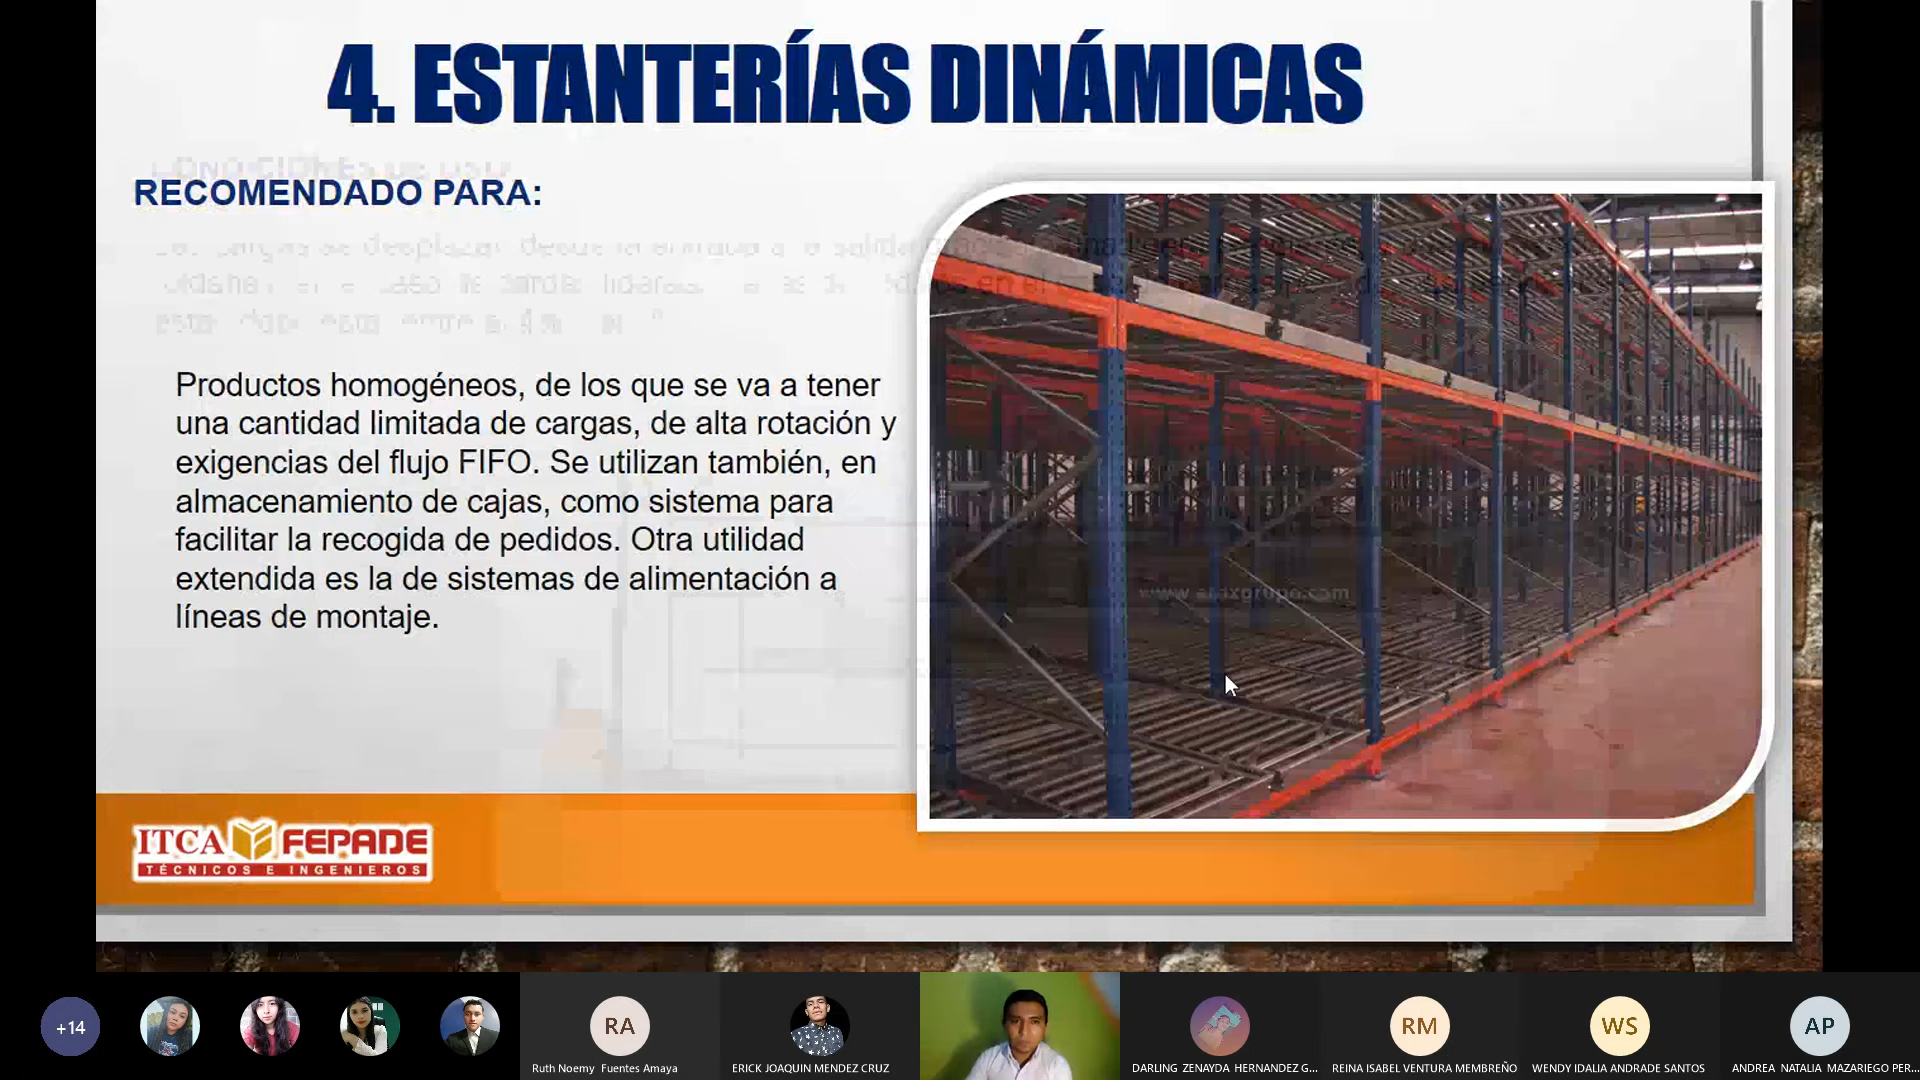 4. ESTANTERÍAS DINÁMICAS
RECOMENDADO PARA:
Productos homogéneos, de los que se va a tener
una cantidad limitada de cargas, de alta rotación y
exigencias del flujo FIFO. Se utilizan también, en
almacenamiento de cajas, como sistema para
facilitar la recogida de pedidos. Otra utilidad
extendida es la de sistemas de alimentación a
líneas de montaje.
ITCA FEPADE
TÉCNICOS E INGENIEROS
+14
RA
RM
WS
AP
Ruth Noemy Fuentes Amaya
ERICK JOAQUIN MENDEZ CRUZ
DARLING ZENAYDA HERNANDEZ G...
REINA ISABEL VENTURA MEMBREÑO
WENDY IDALIA ANDRADE SANTOS
ANDREA NATALIA MAZARIEGO PER...